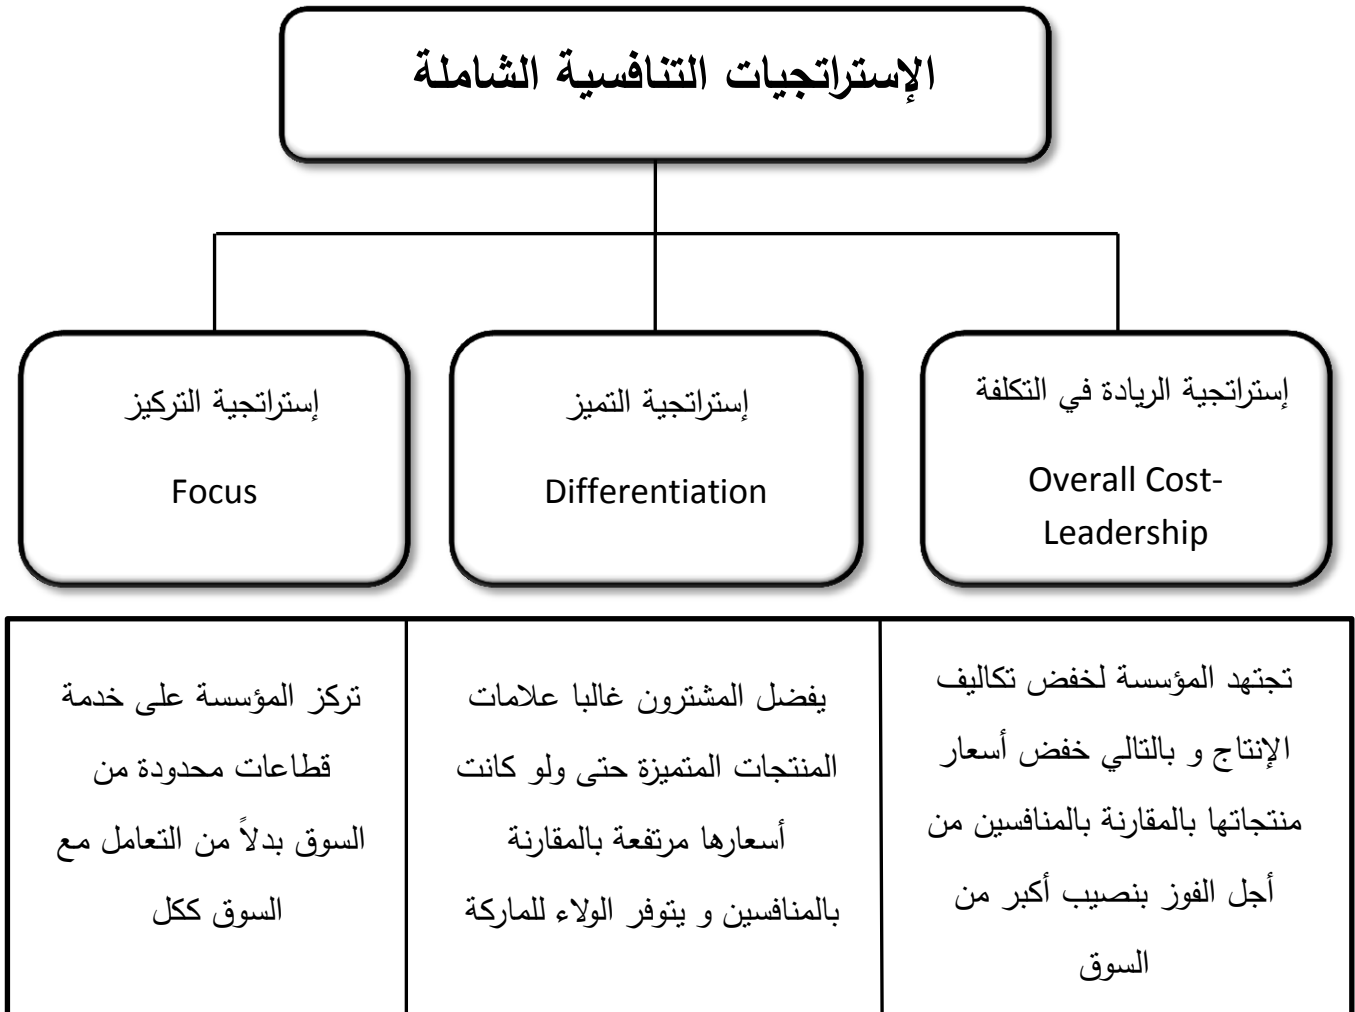 الإستراتجيات التنافسية الشاملة
إستراتجية الريادة في التكلفة
Overall Cost-
Leadership
إستراتجية التميز
Differentiation
إستراتجية التركيز
Focus
تجتهد المؤسسة لخفض تكاليف
الإنتاج و بالتالي خفض أسعار
منتجاتها بالمقارنة بالمنافسين من
أجل الفوز بنصيب أكبر من
السوق
يفضل المشترون غالبا علامات
المنتجات المتميزة حتى ولو كانت
أسعارها مرتفعة بالمقارنة
بالمنافسين و يتوفر الولاء للماركة
تركز المؤسسة على خدمة
قطاعات محدودة من
السوق بدلاً من التعامل مع
السوق ككل